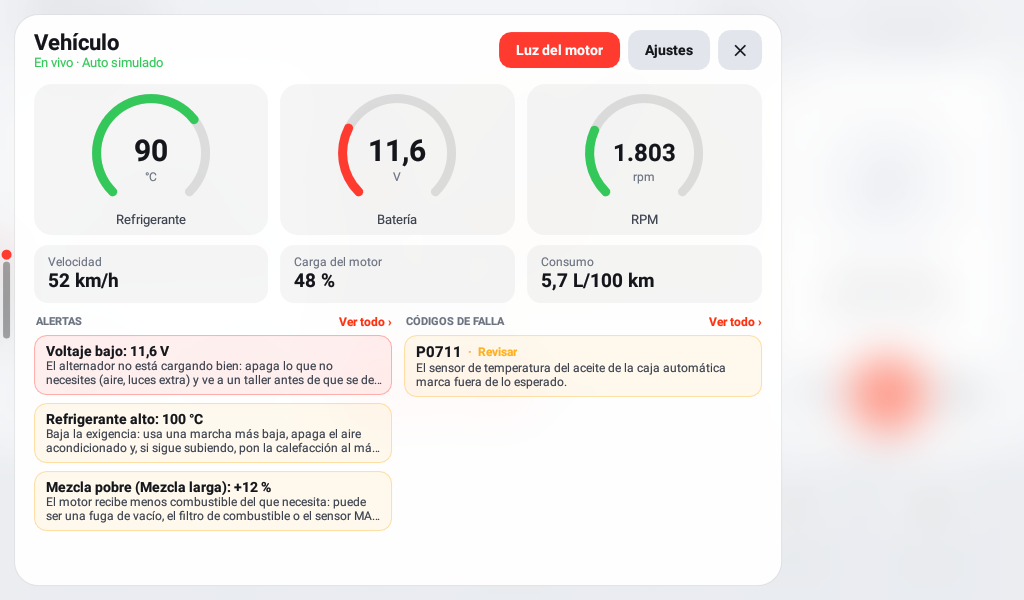 Vehículo
En vivo · Auto simulado
Luz del motor
Ajustes
90
°C
Refrigerante
11,6
V
Batería
1.803
rpm
RPM
Velocidad
52 km/h
Carga del motor
48 %
Consumo
5,7 L/100 km
ALERTAS
Ver todo ›
Voltaje bajo: 11,6 V
El alternador no está cargando bien: apaga lo que no
necesites (aire, luces extra) y ve a un taller antes de que se de...
Refrigerante alto: 100 °C
Baja la exigencia: usa una marcha más baja, apaga el aire
acondicionado y, si sigue subiendo, pon la calefacción al má...
Mezcla pobre (Mezcla larga): +12 %
El motor recibe menos combustible del que necesita: puede
ser una fuga de vacío, el filtro de combustible o el sensor MA...
CÓDIGOS DE FALLA
Ver todo ›
P0711 · Revisar
El sensor de temperatura del aceite de la caja automática
marca fuera de lo esperado.